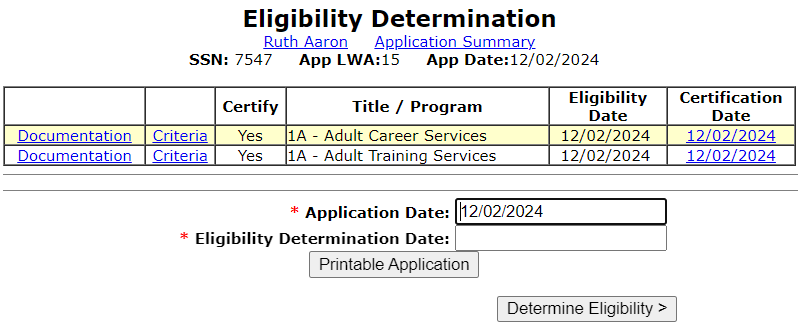 Eligibility Determination
Ruth Aaron Application Summary
SSN: 7547 App LWA:15 App Date:12/02/2024
Certify Title / Program Eligibility Date Certification Date
Documentation Criteria Yes 1A - Adult Career Services 12/02/2024 12/02/2024
Documentation Criteria Yes 1A - Adult Training Services 12/02/2024 12/02/2024
* Application Date: 12/02/2024
* Eligibility Determination Date:
Printable Application
Determine Eligibility >